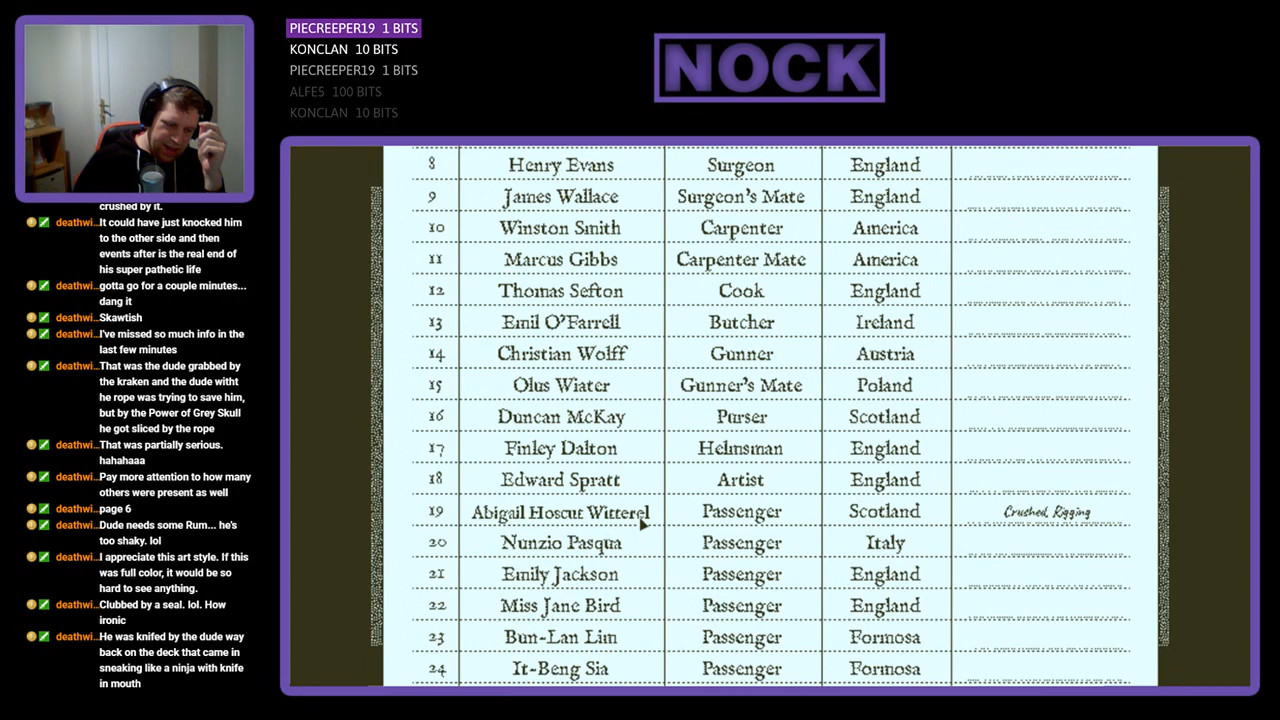 PIECREEPER19 1 BITS
KONCLAN 10 BITS
PIECREEPER19 1 BITS
ALFE5 100 BITS
KONCLAN 10 BITS
NOCK
crushed by it.
deathwi...It could have just knocked him
to the other side and then
events after is the real end of
his super pathetic life
deathwi...gotta go for a couple minutes...
dang it
deathwi...Skawtish
deathwi...I've missed so much info in the
last few minutes
deathwi...That was the dude grabbed by
the kraken and the dude witht
he rope was trying to save him,
but by the Power of Grey Skull
he got sliced by the rope
deathwi...That was partially serious.
hahahaaa
deathwi...Pay more attention to how many
others were present as well
deathwi...page 6
deathwi...Dude needs some Rum... he's
too shaky. lol
deathwi...I appreciate this art style. If this
was full color, it would be so
hard to see anything.
deathwi...Clubbed by a seal. lol. How
ironic
deathwi...He was knifed by the dude way
back on the deck that came in
sneaking like a ninja with knife
in mouth
8 Henry Evans Surgeon England
9 James Wallace Surgeon's Mate England
10 Winston Smith Carpenter America
11 Marcus Gibbs Carpenter Mate America
12 Thomas Sefton Cook England
13 Emil O'Farrell Butcher Ireland
14 Christian Wolff Gunner Austria
15 Olus Wiater Gunner's Mate Poland
16 Duncan McKay Purser Scotland
17 Finley Dalton Helmsman England
18 Edward Spratt Artist England
19 Abigail Hoscut Witterel Passenger Scotland Crushed, Rigging
20 Nunzio Pasqua Passenger Italy
21 Emily Jackson Passenger England
22 Miss Jane Bird Passenger England
23 Bun-Lan Lim Passenger Formosa
24 It-Beng Sia Passenger Formosa